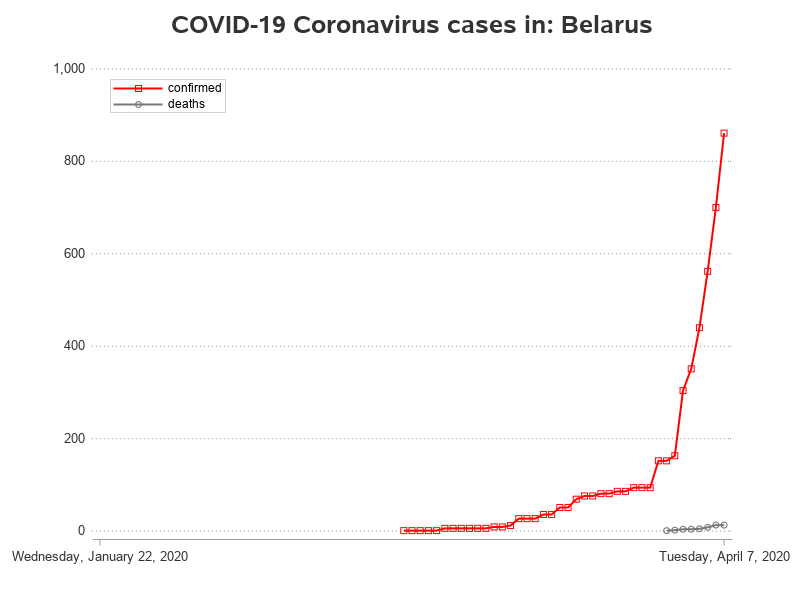 COVID-19 Coronavirus cases in: Belarus
1,000
confirmed
deaths
800
600
400
200
0
Wednesday, January 22, 2020
Tuesday, April 7, 2020